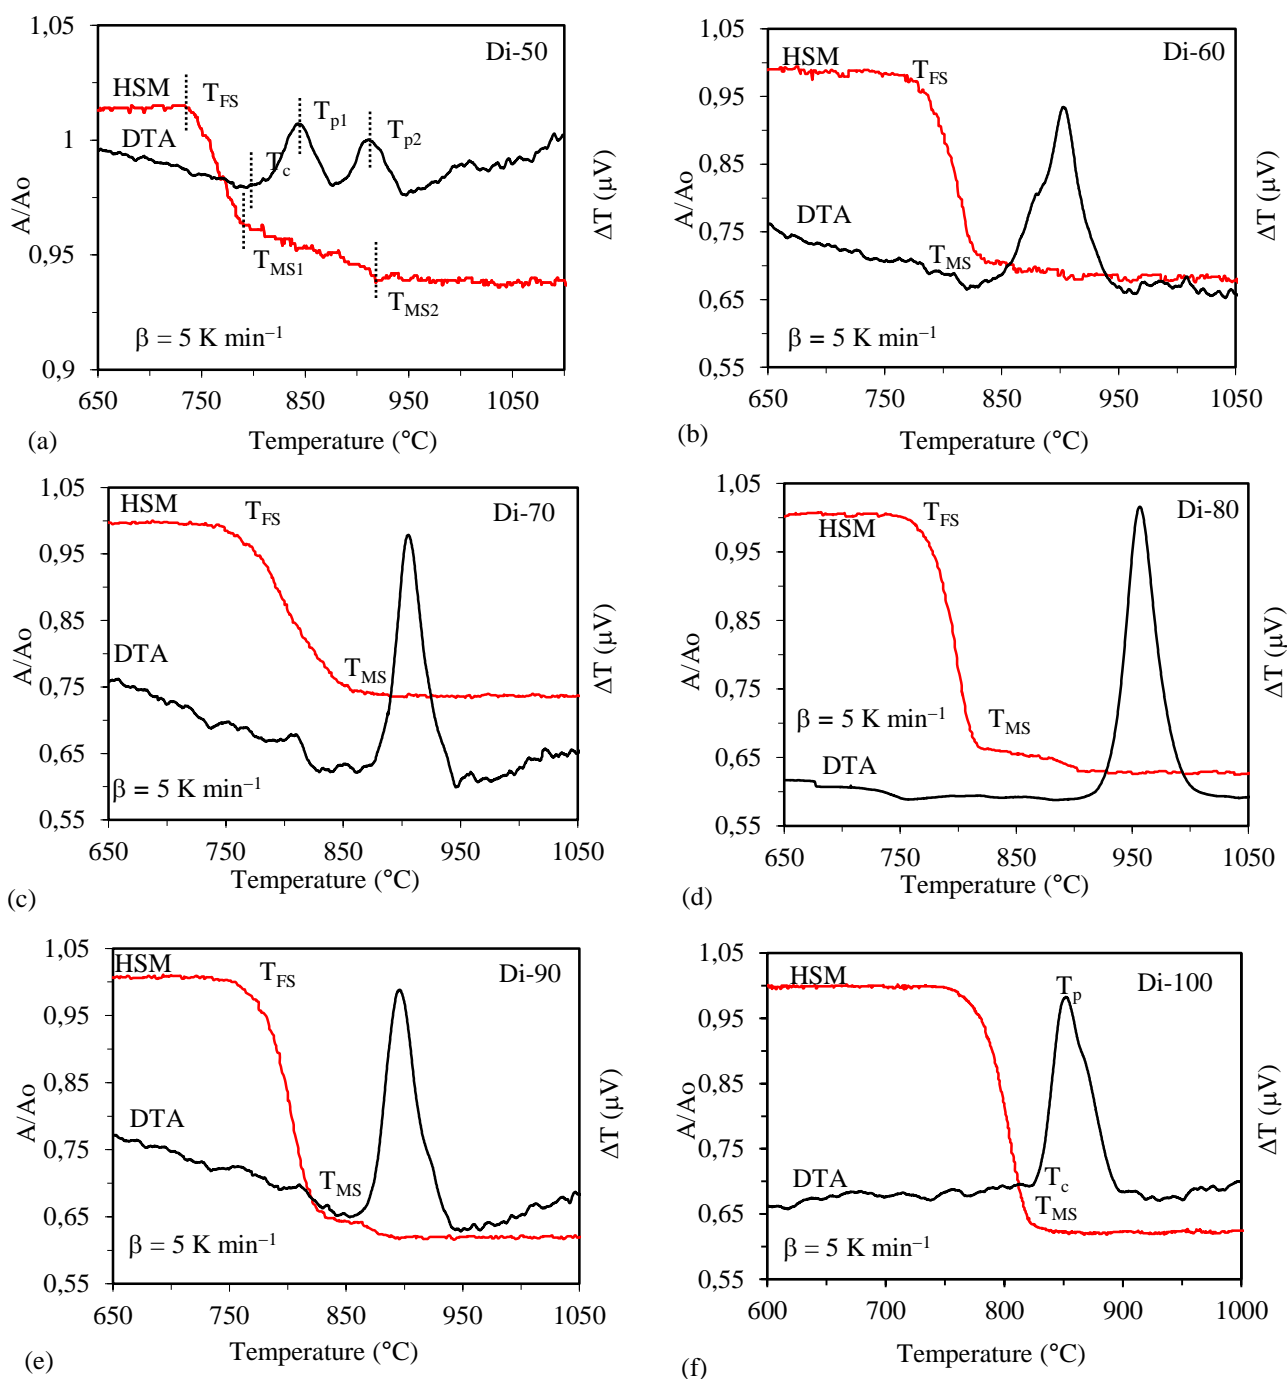 1,05
Di-50
HSM
T_FS
T_p1
T_p2
DTA
1
T_c
A/Ao
ΔT (µV)
0,95
T_MS1
T_MS2
β = 5 K min⁻¹
0,9
650 750 850 950 1050
Temperature (°C)
(a)
1,05
Di-60
HSM
T_FS
0,95
0,85
A/Ao
ΔT (µV)
DTA
0,75
T_MS
0,65
β = 5 K min⁻¹
0,55
650 750 850 950 1050
Temperature (°C)
(b)
1,05
HSM
T_FS
Di-70
0,95
0,85
A/Ao
ΔT (µV)
DTA
0,75
T_MS
0,65
β = 5 K min⁻¹
0,55
650 750 850 950 1050
Temperature (°C)
(c)
1,05
HSM
T_FS
Di-80
0,95
0,85
A/Ao
ΔT (µV)
0,75
β = 5 K min⁻¹
T_MS
0,65
DTA
0,55
650 750 850 950 1050
Temperature (°C)
(d)
1,05
HSM
T_FS
Di-90
0,95
0,85
A/Ao
ΔT (µV)
DTA
0,75
T_MS
0,65
β = 5 K min⁻¹
0,55
650 750 850 950 1050
Temperature (°C)
(e)
1,05
HSM
T_p
Di-100
0,95
0,85
A/Ao
ΔT (µV)
0,75
DTA
T_c
T_MS
0,65
β = 5 K min⁻¹
0,55
600 700 800 900 1000
Temperature (°C)
(f)